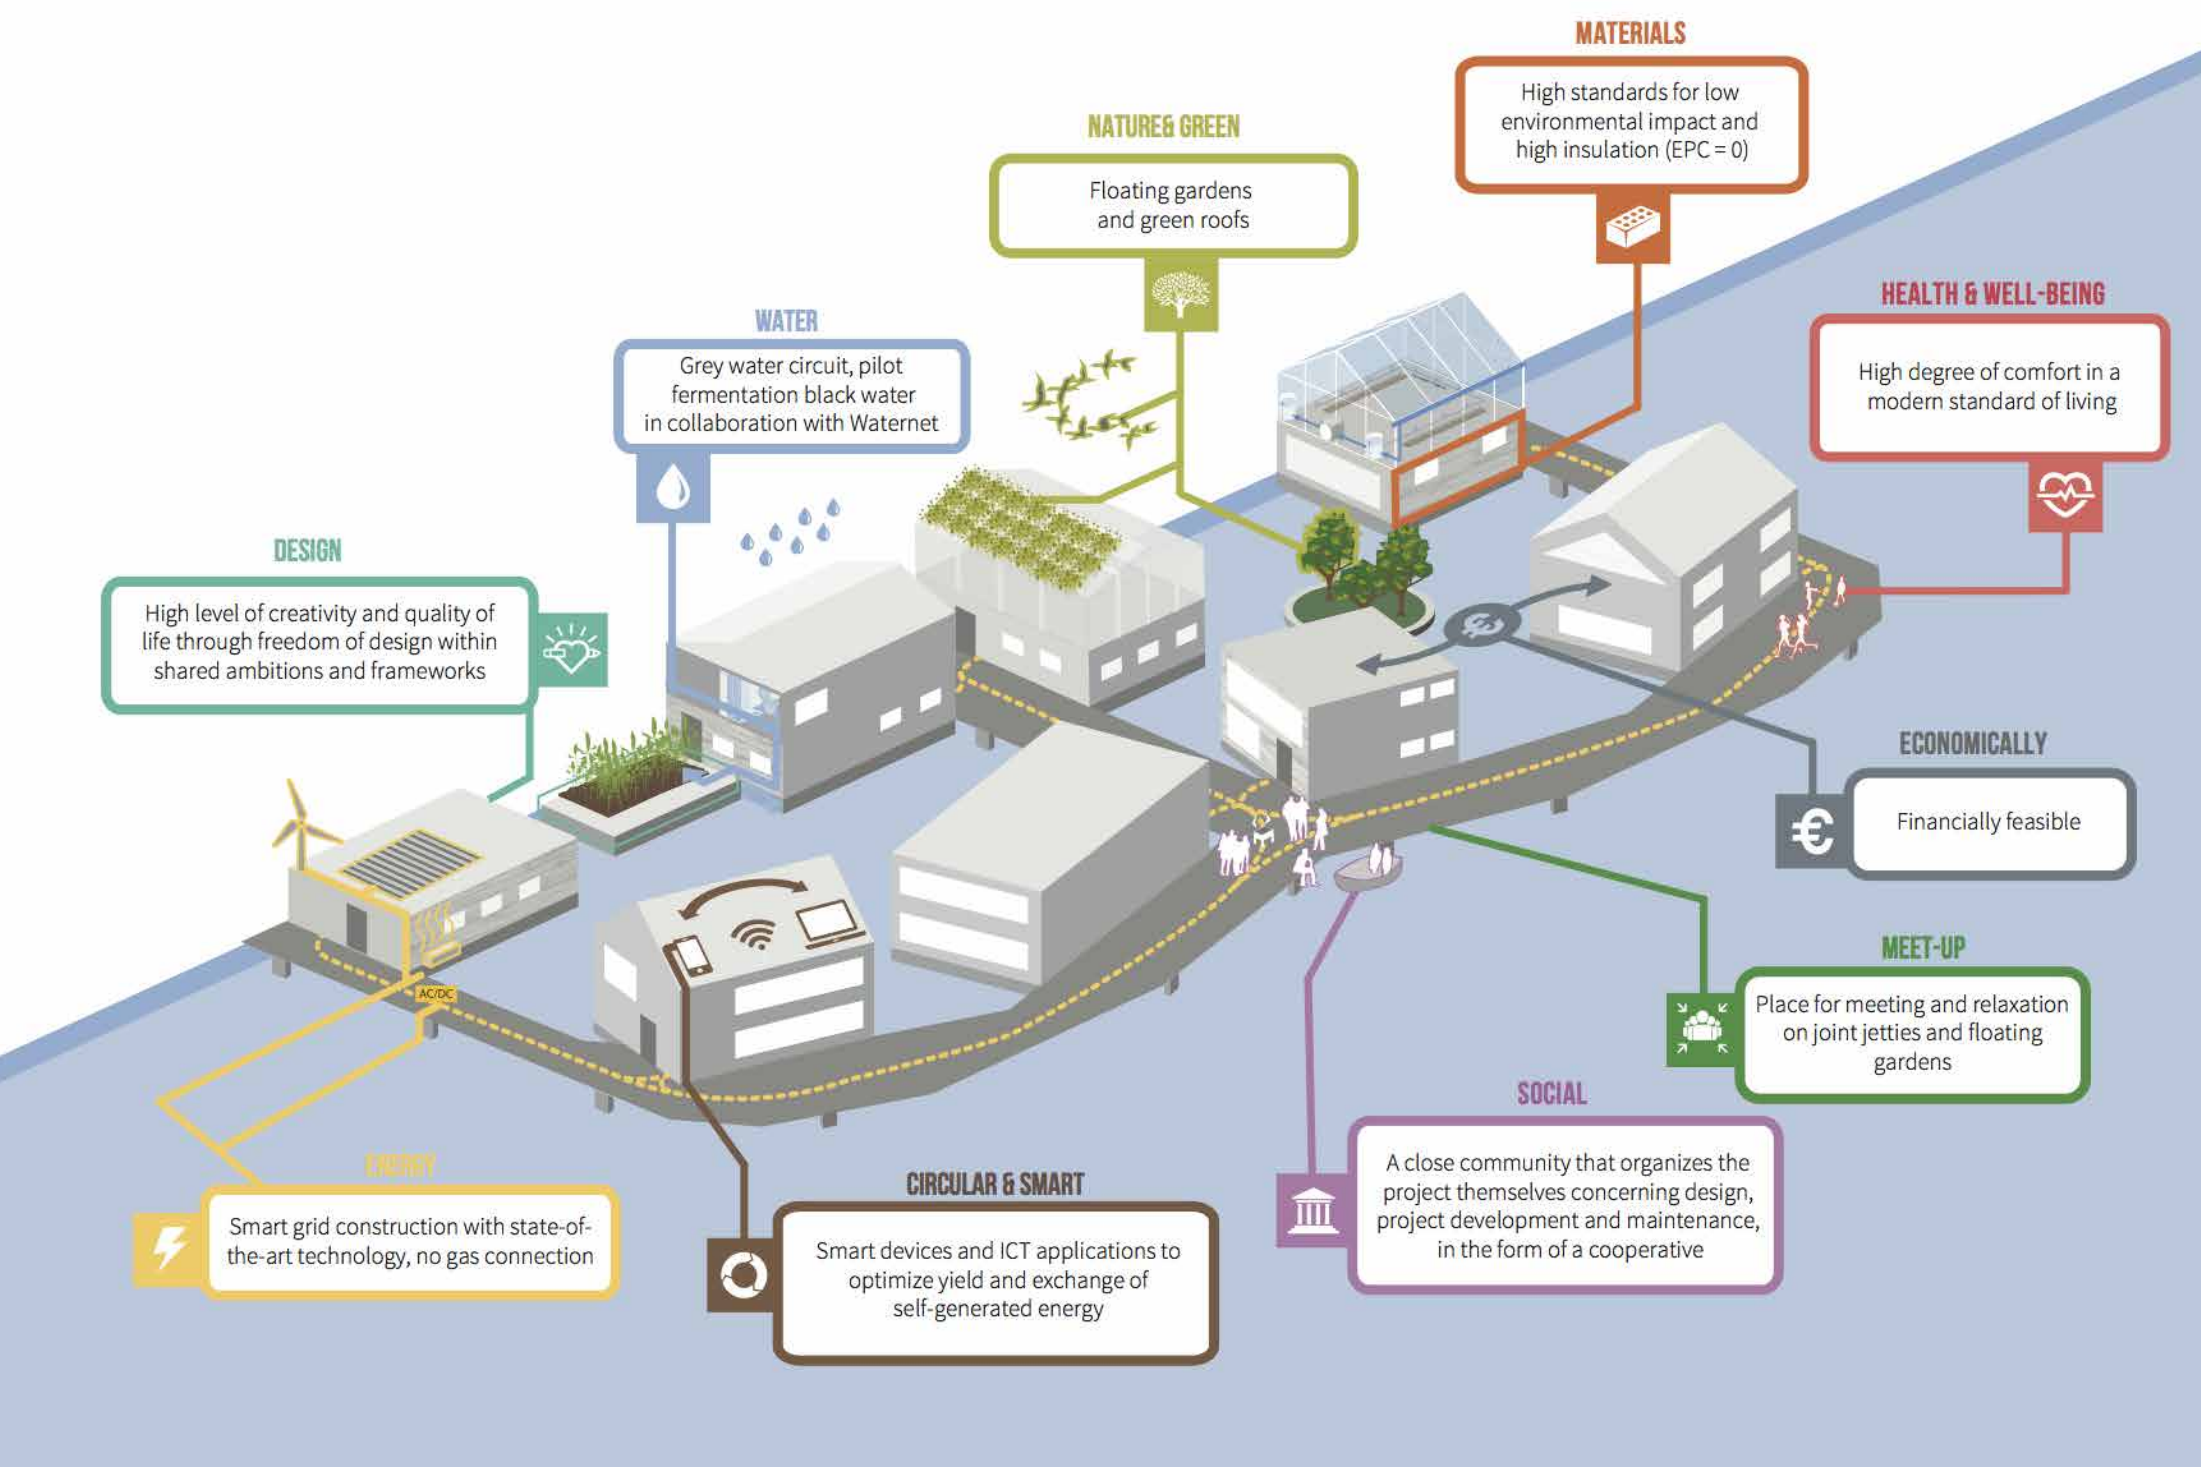 MATERIALS
High standards for low
environmental impact and
high insulation (EPC = 0)
NATURE& GREEN
Floating gardens
and green roofs
HEALTH & WELL-BEING
High degree of comfort in a
modern standard of living
WATER
Grey water circuit, pilot
fermentation black water
in collaboration with Waternet
DESIGN
High level of creativity and quality of
life through freedom of design within
shared ambitions and frameworks
ECONOMICALLY
€
Financially feasible
MEET-UP
Place for meeting and relaxation
on joint jetties and floating
gardens
AC/DC
SOCIAL
A close community that organizes the
project themselves concerning design,
project development and maintenance,
in the form of a cooperative
ENERGY
Smart grid construction with state-of-
the-art technology, no gas connection
CIRCULAR & SMART
Smart devices and ICT applications to
optimize yield and exchange of
self-generated energy